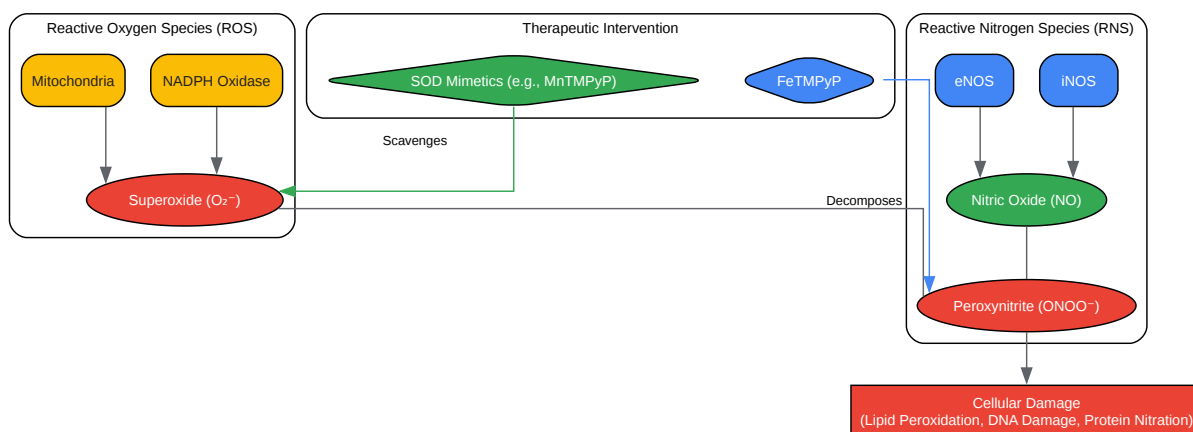 Reactive Oxygen Species (ROS)
Therapeutic Intervention
Reactive Nitrogen Species (RNS)
Mitochondria
NADPH Oxidase
SOD Mimetics (e.g., MnTMPyP)
FeTMPyP
eNOS
iNOS
Scavenges
Superoxide (O₂⁻)
Decomposes
Nitric Oxide (NO)
Peroxynitrite (ONOO⁻)
Cellular Damage
(Lipid Peroxidation, DNA Damage, Protein Nitration)